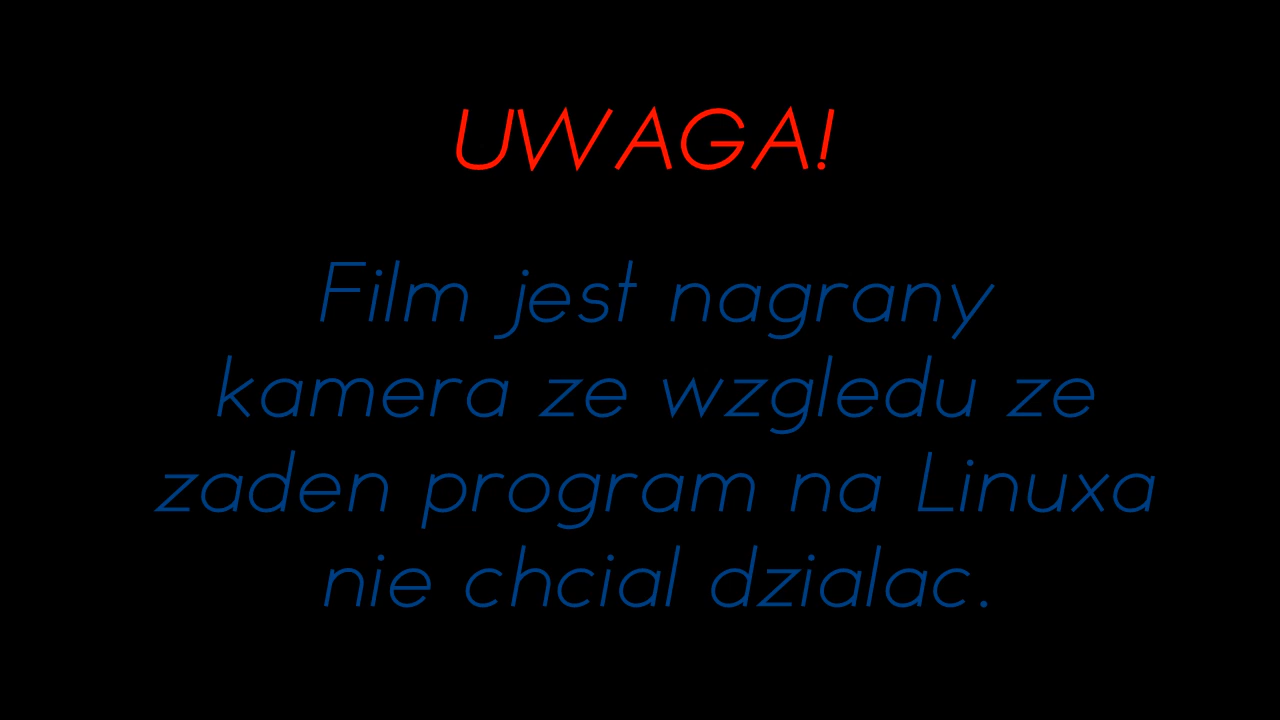 UWAGA!
Film jest nagrany
kamera ze wzgledu ze
zaden program na Linuxa
nie chcial dzialac.